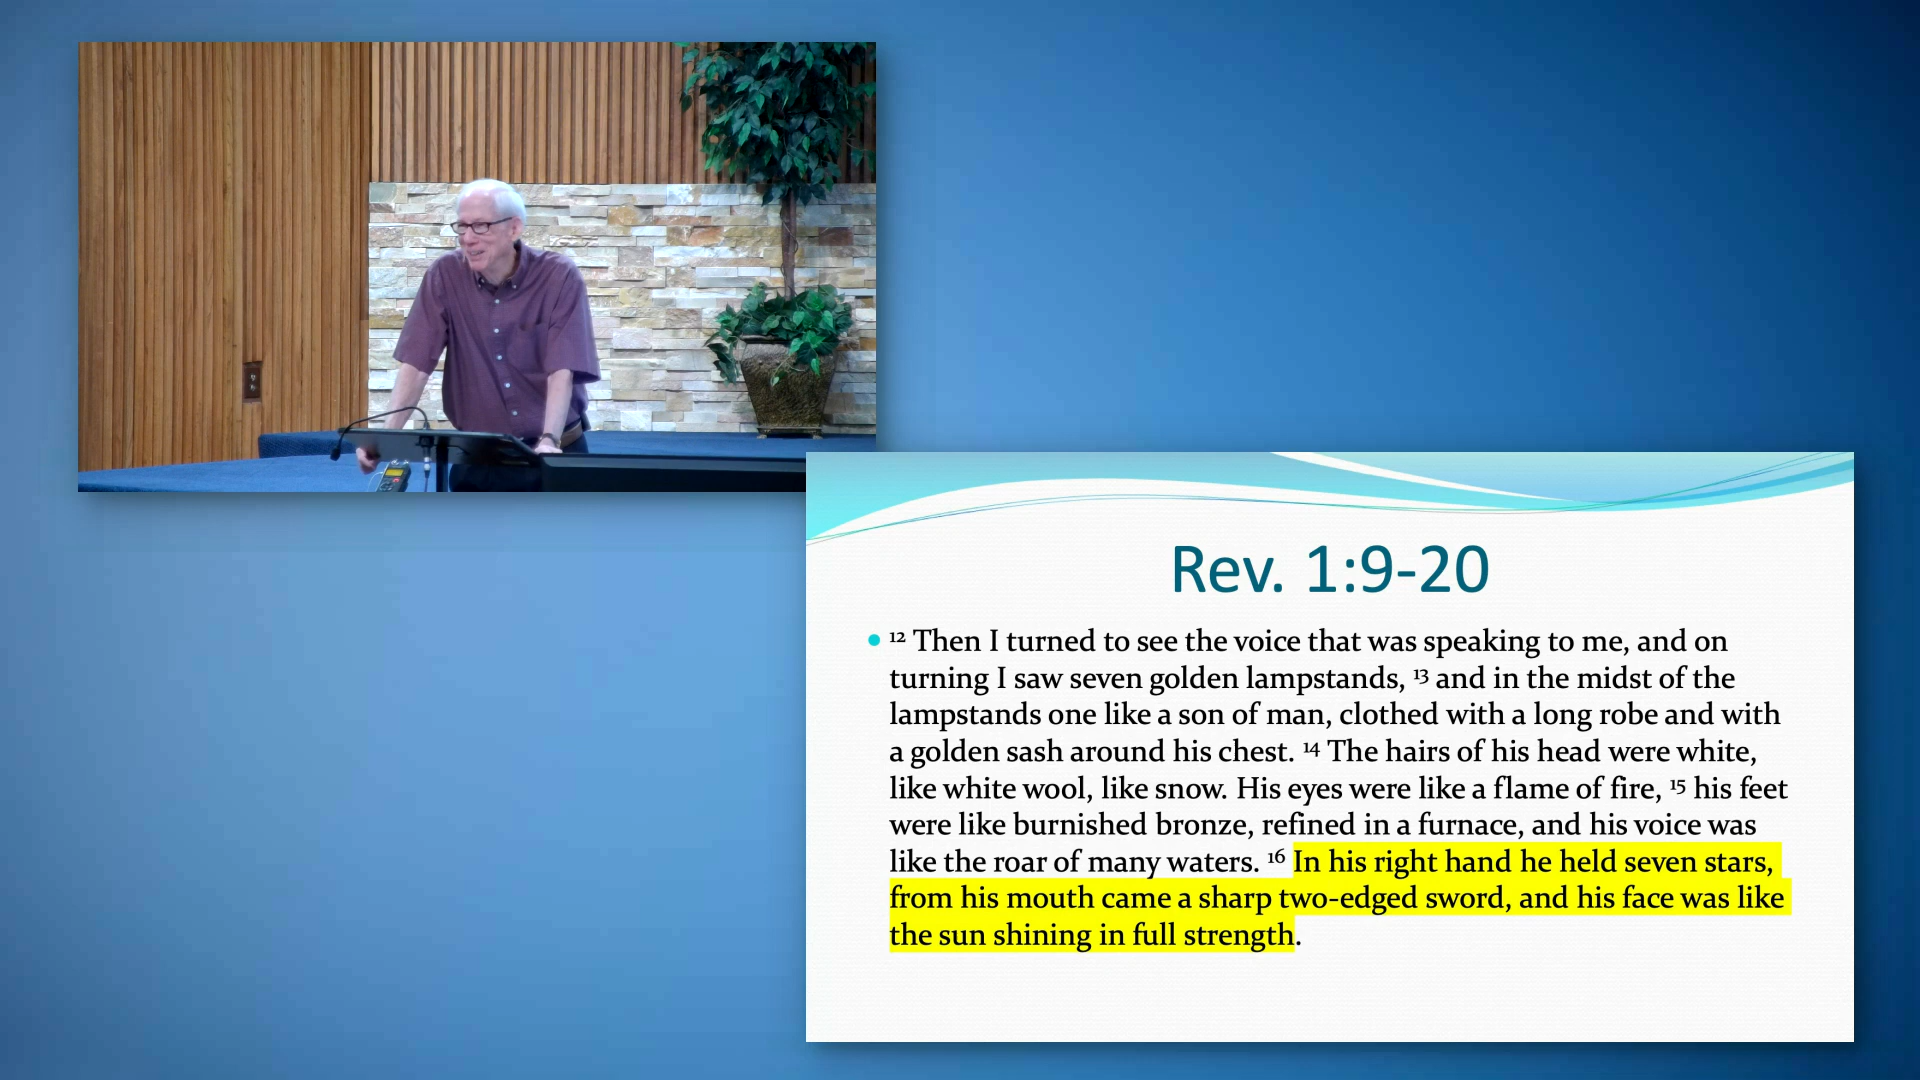 Rev. 1:9-20
• ¹² Then I turned to see the voice that was speaking to me, and on
turning I saw seven golden lampstands, ¹³ and in the midst of the
lampstands one like a son of man, clothed with a long robe and with
a golden sash around his chest. ¹⁴ The hairs of his head were white,
like white wool, like snow. His eyes were like a flame of fire, ¹⁵ his feet
were like burnished bronze, refined in a furnace, and his voice was
like the roar of many waters. ¹⁶ In his right hand he held seven stars,
from his mouth came a sharp two-edged sword, and his face was like
the sun shining in full strength.